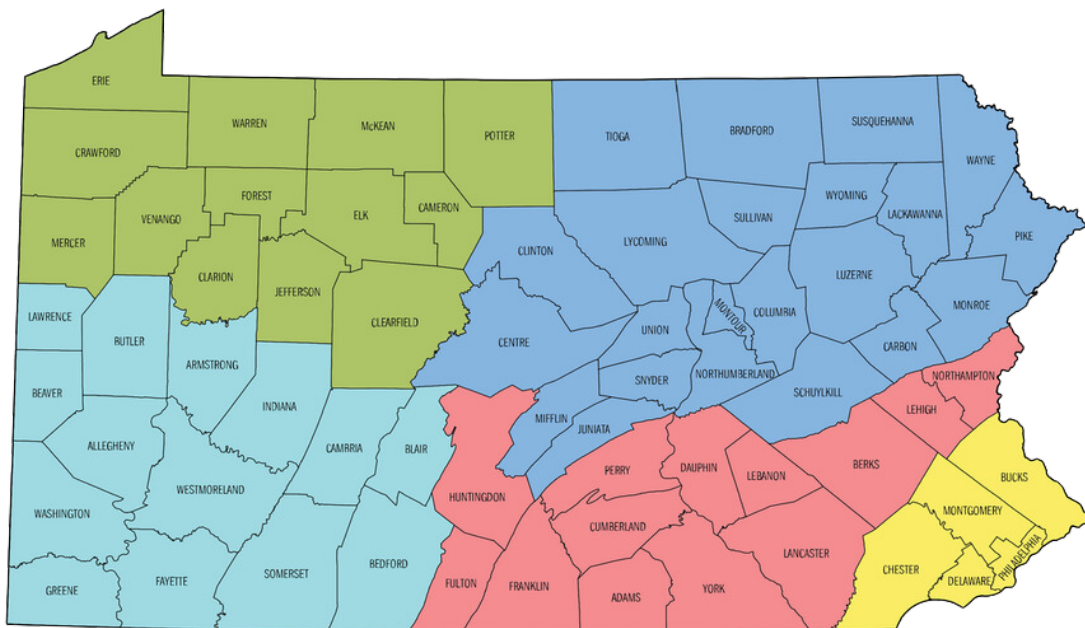 ERIE
CRAWFORD
WARREN
McKEAN
POTTER
TIOGA
BRADFORD
SUSQUEHANNA
WAYNE
MERCER
VENANGO
FOREST
ELK
CAMERON
CLARION
JEFFERSON
CLEARFIELD
CLINTON
LYCOMING
SULLIVAN
WYOMING
LACKAWANNA
PIKE
LUZERNE
MONROE
COLUMBIA
MONTOUR
UNION
CENTRE
SNYDER
NORTHUMBERLAND
CARBON
SCHUYLKILL
MIFFLIN
JUNIATA
LAWRENCE
BUTLER
ARMSTRONG
BEAVER
INDIANA
ALLEGHENY
CAMBRIA
BLAIR
WESTMORELAND
WASHINGTON
GREENE
FAYETTE
SOMERSET
BEDFORD
HUNTINGDON
FULTON
FRANKLIN
PERRY
CUMBERLAND
ADAMS
DAUPHIN
LEBANON
YORK
LANCASTER
BERKS
LEHIGH
NORTHAMPTON
BUCKS
MONTGOMERY
CHESTER
DELAWARE
PHILADELPHIA